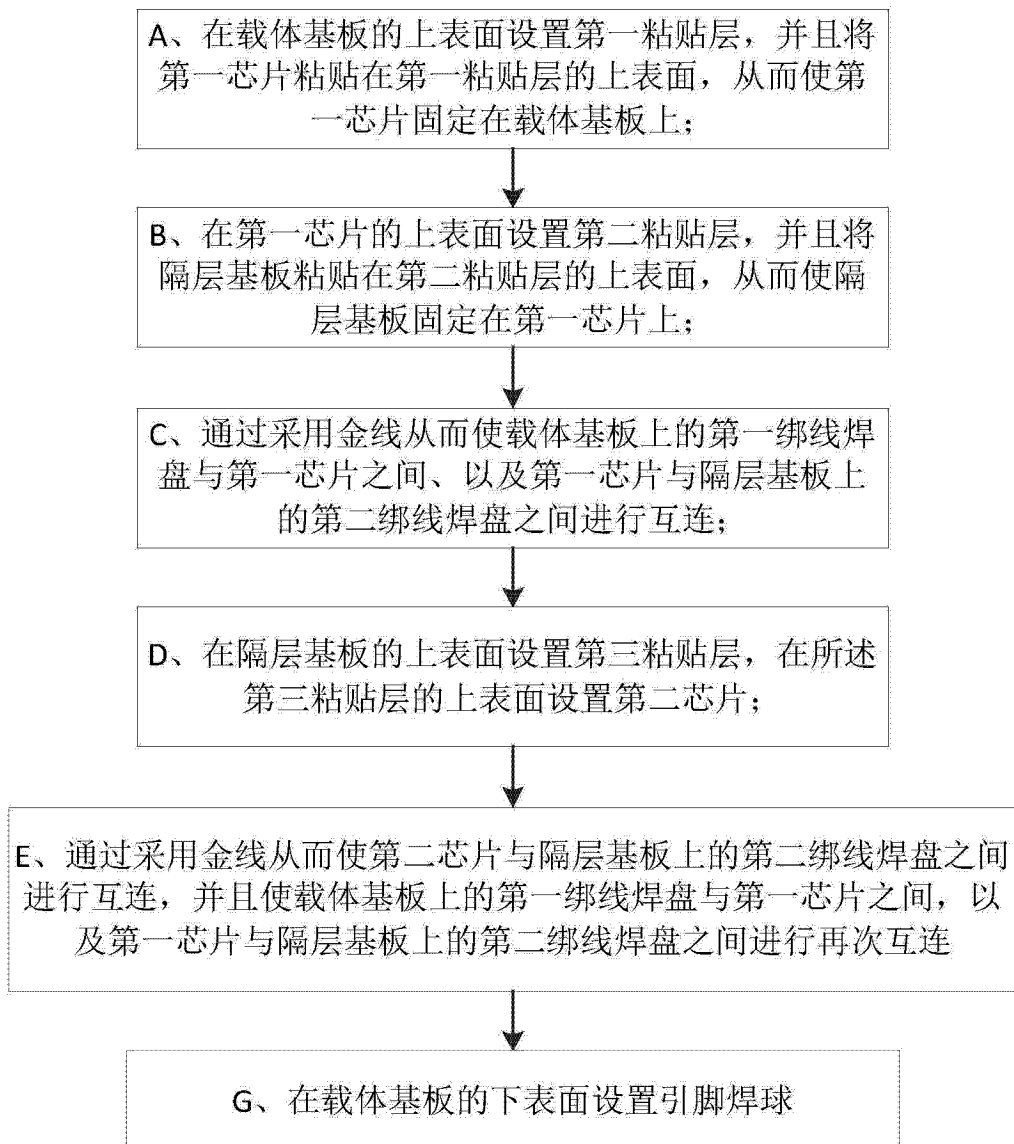 A、在载体基板的上表面设置第一粘贴层，并且将
第一芯片粘贴在第一粘贴层的上表面，从而使第
一芯片固定在载体基板上；
B、在第一芯片的上表面设置第二粘贴层，并且将
隔层基板粘贴在第二粘贴层的上表面，从而使隔
层基板固定在第一芯片上；
C、通过采用金线从而使载体基板上的第一绑线焊
盘与第一芯片之间、以及第一芯片与隔层基板上
的第二绑线焊盘之间进行互连；
D、在隔层基板的上表面设置第三粘贴层，在所述
第三粘贴层的上表面设置第二芯片；
E、通过采用金线从而使第二芯片与隔层基板上的第二绑线焊盘之间
进行互连，并且使载体基板上的第一绑线焊盘与第一芯片之间，以
及第一芯片与隔层基板上的第二绑线焊盘之间进行再次互连
G、在载体基板的下表面设置引脚焊球